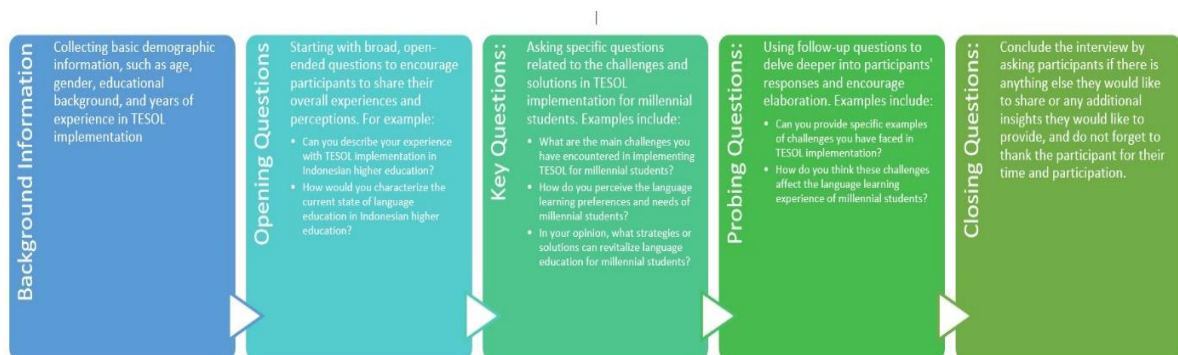 Background Information
Collecting basic demographic
information, such as age,
gender, educational
background, and years of
experience in TESOL
implementation
Opening Questions
Starting with broad, open-
ended questions to encourage
participants to share their
overall experiences and
perceptions. For example:
• Can you describe your experience
with TESOL implementation in
Indonesian higher education?
• How would you characterize the
current state of language
education in Indonesian higher
education?
Key Questions:
Asking specific questions
related to the challenges and
solutions in TESOL
implementation for millennial
students. Examples include:
• What are the main challenges you
have encountered in implementing
TESOL for millennial students?
• How do you perceive the language
learning preferences and needs of
millennial students?
• In your opinion, what strategies or
solutions can revitalize language
education for millennial students?
Probing Questions:
Using follow-up questions to
delve deeper into participants'
responses and encourage
elaboration. Examples include:
• Can you provide specific examples
of challenges you have faced in
TESOL implementation?
• How do you think these challenges
affect the language learning
experience of millennial students?
Closing Questions:
Conclude the interview by
asking participants if there is
anything else they would like
to share or any additional
insights they would like to
provide, and do not forget to
thank the participant for their
time and participation.